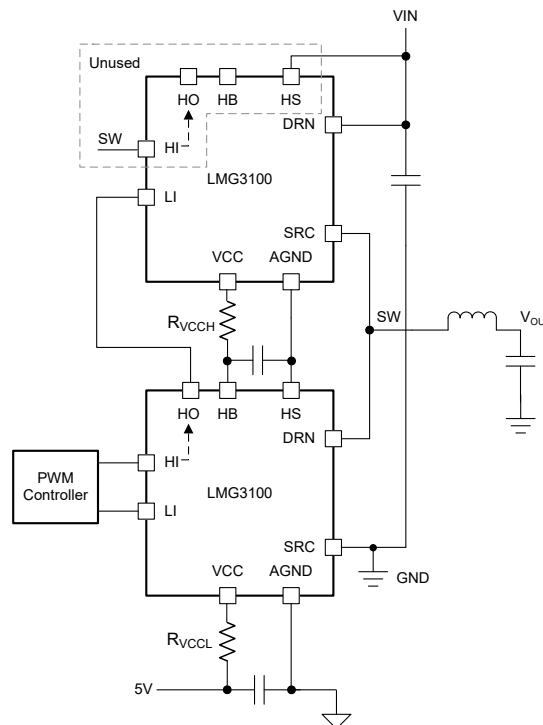 VIN
Unused
HO
HB
HS
DRN
SW
HI
LMG3100
LI
SRC
VCC
AGND
RVCCH
SW
VOU
HO
HB
HS
DRN
HI
PWM
Controller
LMG3100
LI
SRC
VCC
AGND
GND
RVCCL
5V